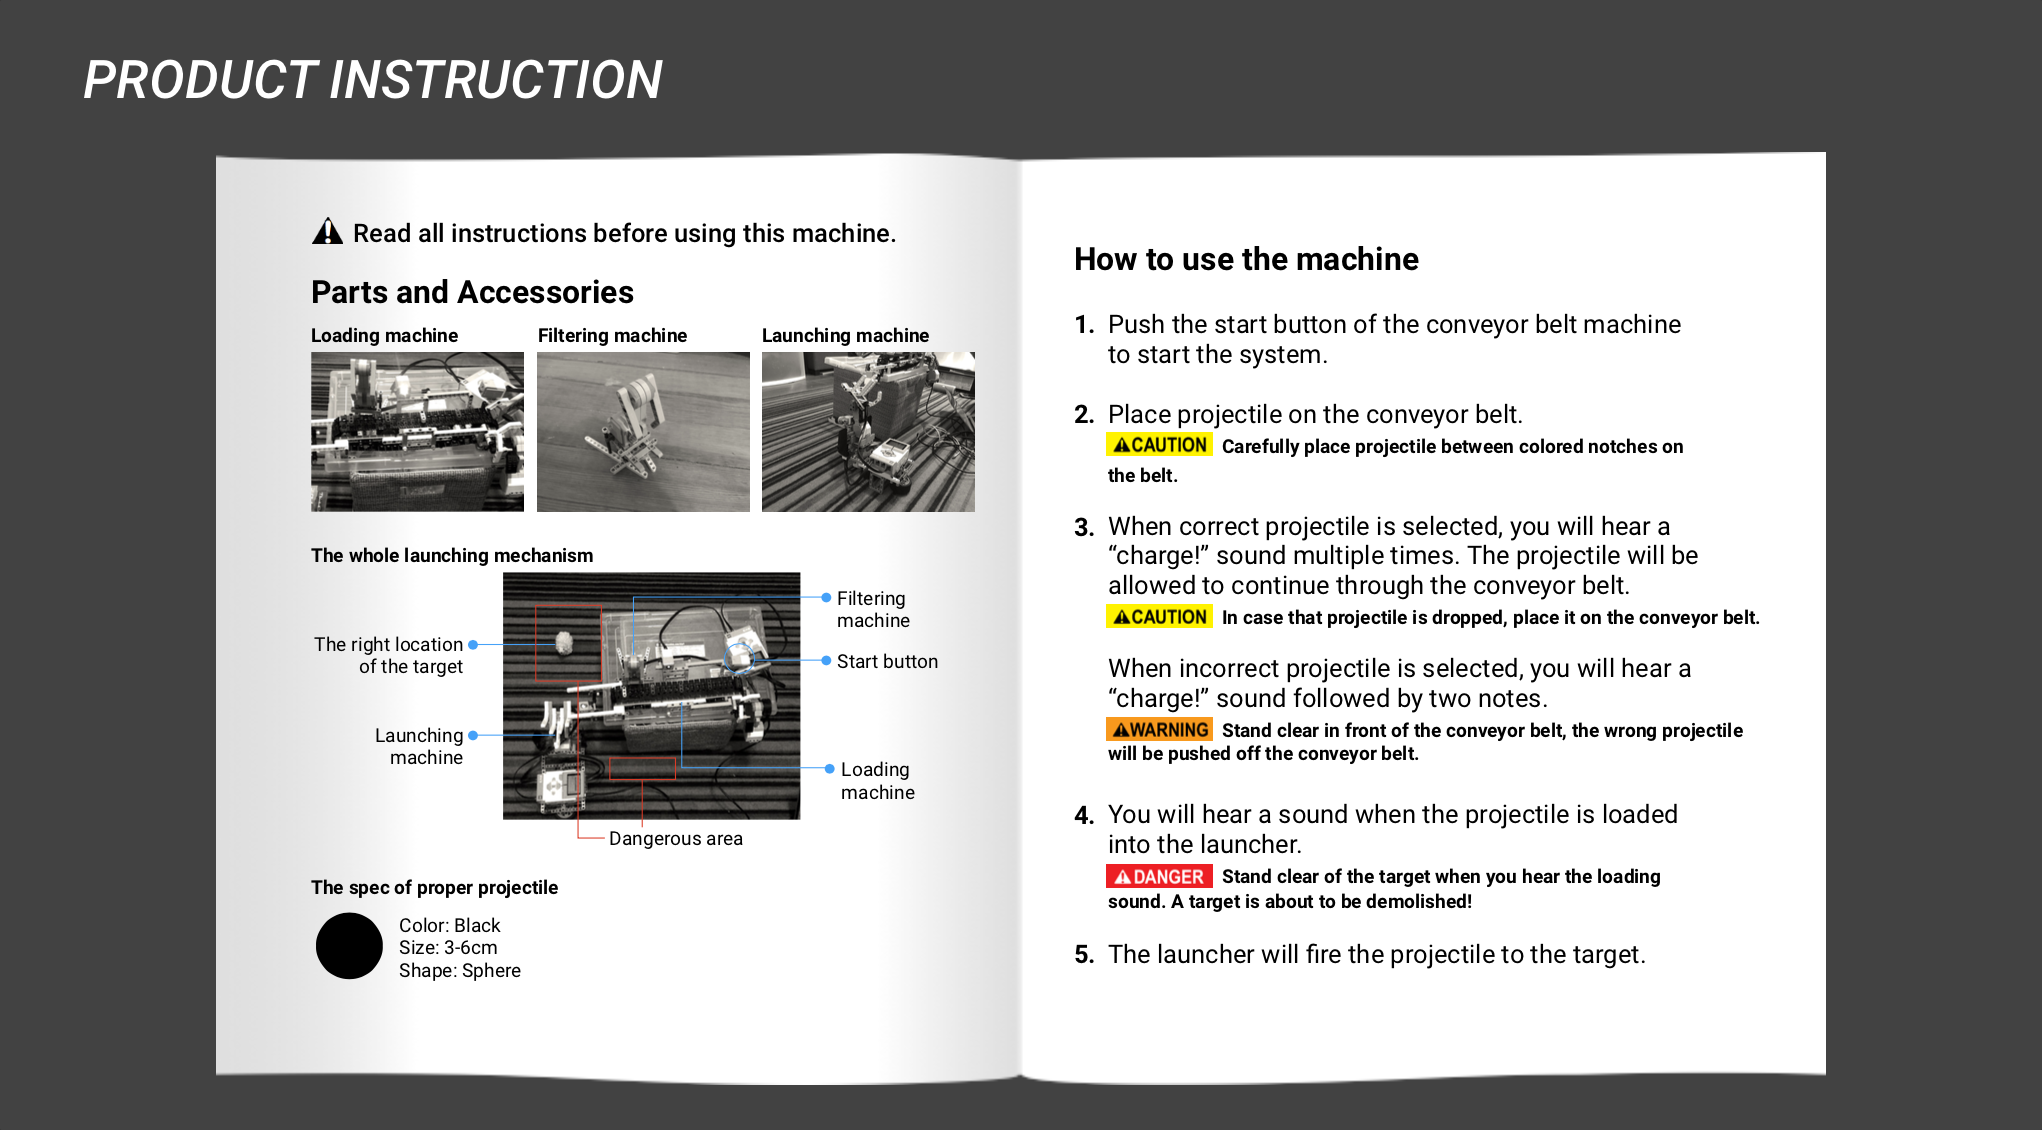 PRODUCT INSTRUCTION
Read all instructions before using this machine.
Parts and Accessories
Loading machine
Filtering machine
Launching machine
The whole launching mechanism
Filtering
machine
The right location
of the target
Start button
Launching
machine
Loading
machine
Dangerous area
The spec of proper projectile
Color: Black
Size: 3-6cm
Shape: Sphere
How to use the machine
1. Push the start button of the conveyor belt machine
to start the system.
2. Place projectile on the conveyor belt.
CAUTION Carefully place projectile between colored notches on
the belt.
3. When correct projectile is selected, you will hear a
“charge!” sound multiple times. The projectile will be
allowed to continue through the conveyor belt.
CAUTION In case that projectile is dropped, place it on the conveyor belt.
When incorrect projectile is selected, you will hear a
“charge!” sound followed by two notes.
WARNING Stand clear in front of the conveyor belt, the wrong projectile
will be pushed off the conveyor belt.
4. You will hear a sound when the projectile is loaded
into the launcher.
DANGER Stand clear of the target when you hear the loading
sound. A target is about to be demolished!
5. The launcher will fire the projectile to the target.